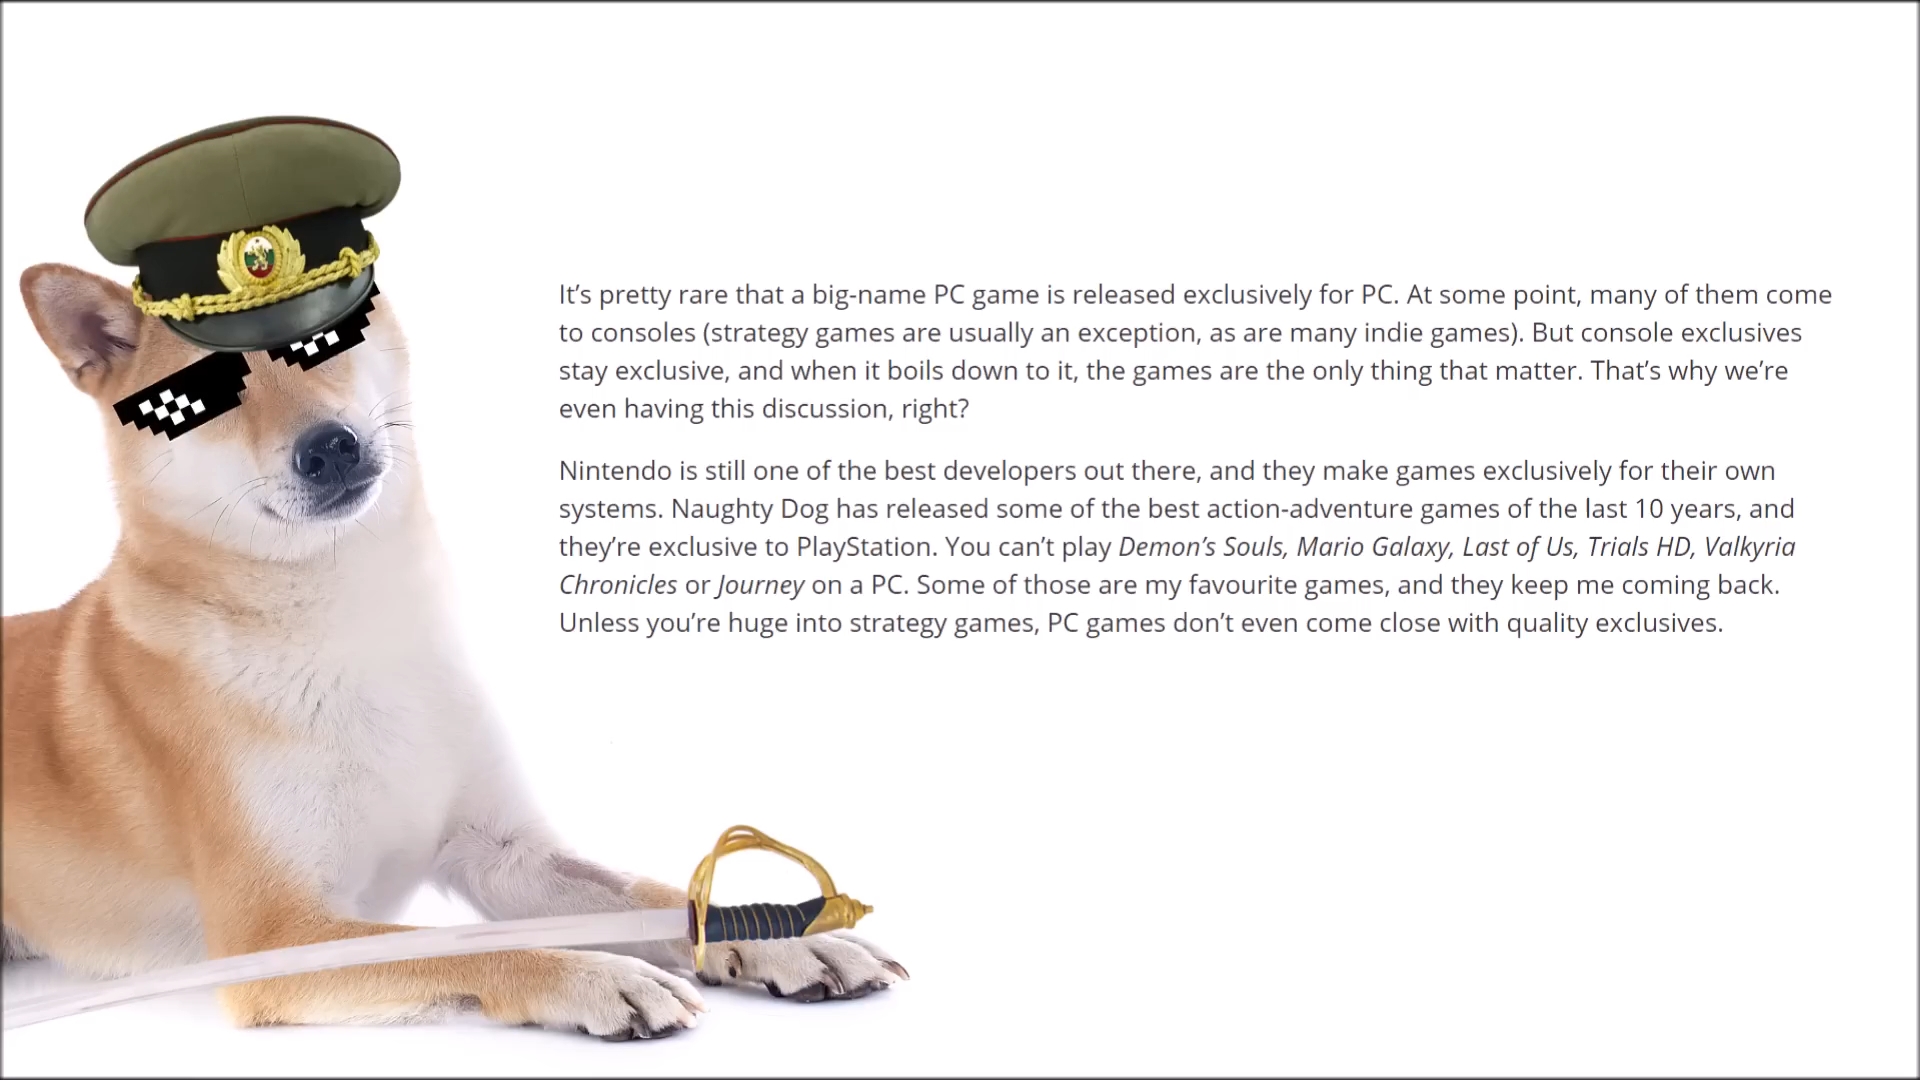 It’s pretty rare that a big-name PC game is released exclusively for PC. At some point, many of them come
to consoles (strategy games are usually an exception, as are many indie games). But console exclusives
stay exclusive, and when it boils down to it, the games are the only thing that matter. That’s why we’re
even having this discussion, right?
Nintendo is still one of the best developers out there, and they make games exclusively for their own
systems. Naughty Dog has released some of the best action-adventure games of the last 10 years, and
they’re exclusive to PlayStation. You can’t play Demon’s Souls, Mario Galaxy, Last of Us, Trials HD, Valkyria
Chronicles or Journey on a PC. Some of those are my favourite games, and they keep me coming back.
Unless you’re huge into strategy games, PC games don’t even come close with quality exclusives.